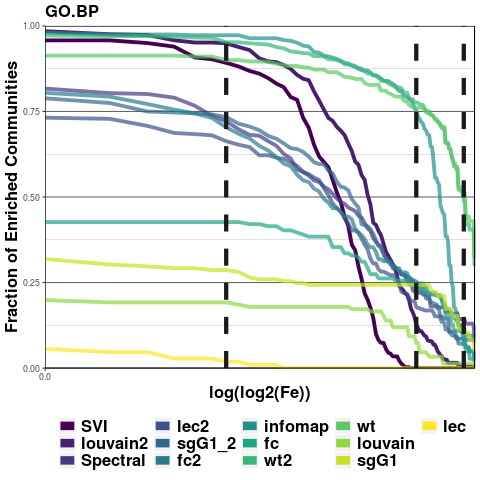 GO.BP
Fraction of Enriched Communities
1.00
0.75
0.50
0.25
0.00
0.0
log(log2(Fe))
SVI lec2 infomap wt lec
louvain2 sgG1_2 fc louvain
Spectral fc2 wt2 sgG1